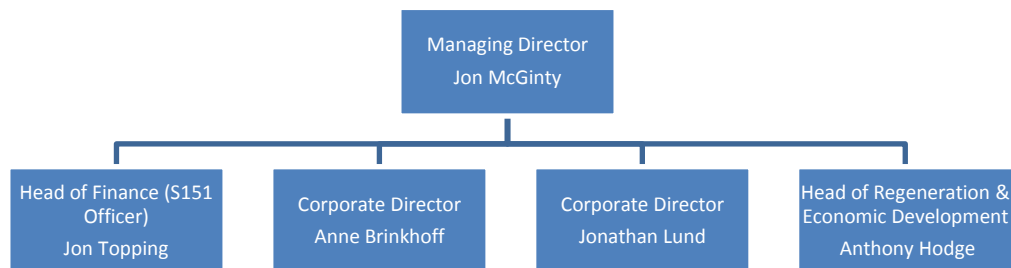 Managing Director
Jon McGinty
Head of Finance (S151
Officer)
Jon Topping
Corporate Director
Anne Brinkhoff
Corporate Director
Jonathan Lund
Head of Regeneration &
Economic Development
Anthony Hodge